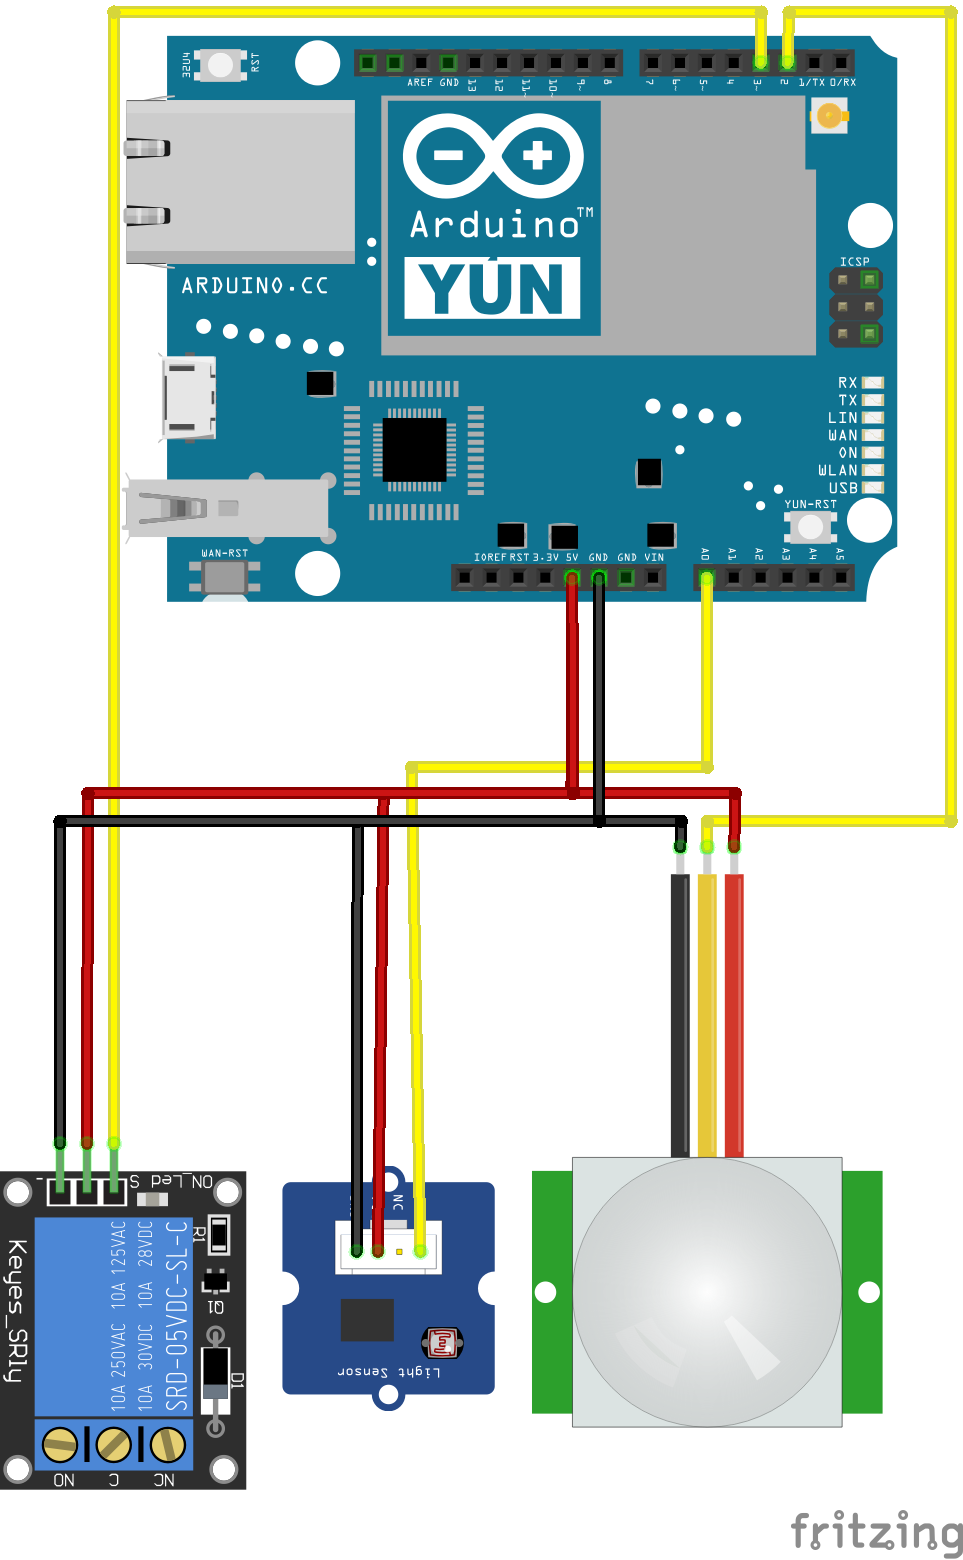 4USE
RST
AREF GND 13 12 11~ 10~ 9~ 8
7 6~ 5~ 4 3~ 2 1/TX 0/RX
Arduino™
YÚN
ARDUINO.CC
ICSP
RX
TX
LIN
WAN
ON
WLAN
USB
YUN-RST
WAN-RST
IOREF RST 3.3V 5V GND GND VIN
A0 A1 A2 A3 A4 A5
- S Led ON_
Keyes_SRly
10A 250VAC 10A 125VAC
10A 30VDC 10A 28VDC
SRD-05VDC-SL-C
R1
Q1
D1
NO C NC
NC
Light Sensor
fritzing